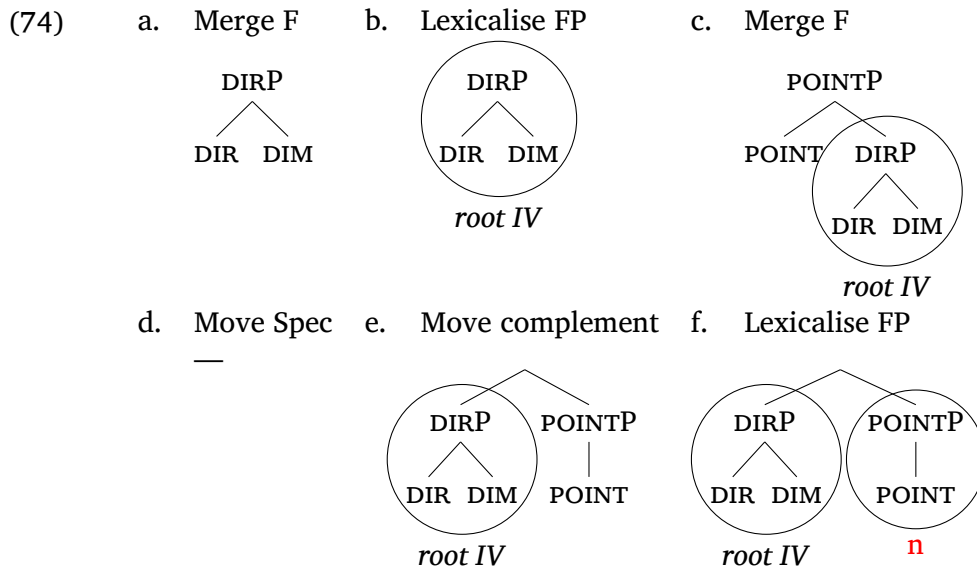 (74) a. Merge F b. Lexicalise FP c. Merge F
DIRP DIRP POINTP
DIR DIM DIR DIM POINT DIRP
root IV DIR DIM
root IV
d. Move Spec e. Move complement f. Lexicalise FP
—
DIRP POINTP DIRP POINTP
DIR DIM POINT DIR DIM POINT
root IV root IV n